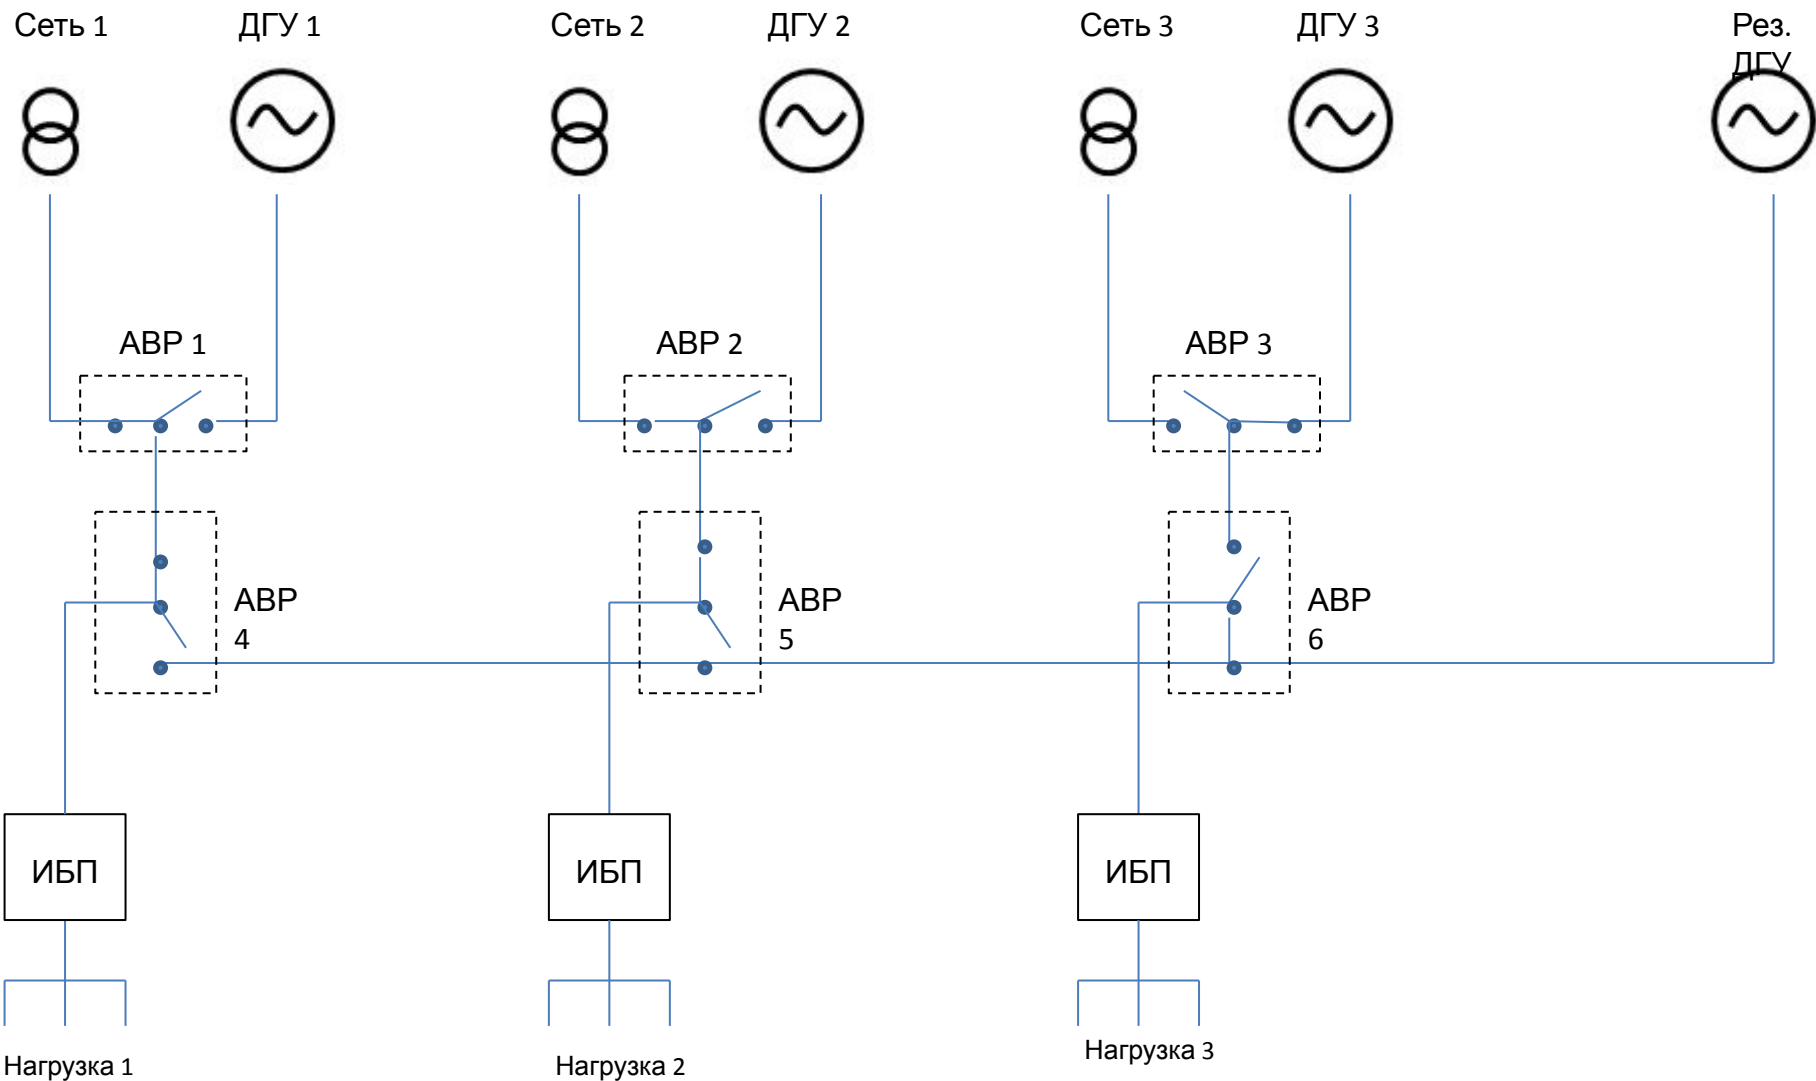 Сеть 1
ДГУ 1
Сеть 2
ДГУ 2
Сеть 3
ДГУ 3
Рез.
ДГУ
АВР 1
АВР 2
АВР 3
АВР
4
АВР
5
АВР
6
ИБП
ИБП
ИБП
Нагрузка 1
Нагрузка 2
Нагрузка 3